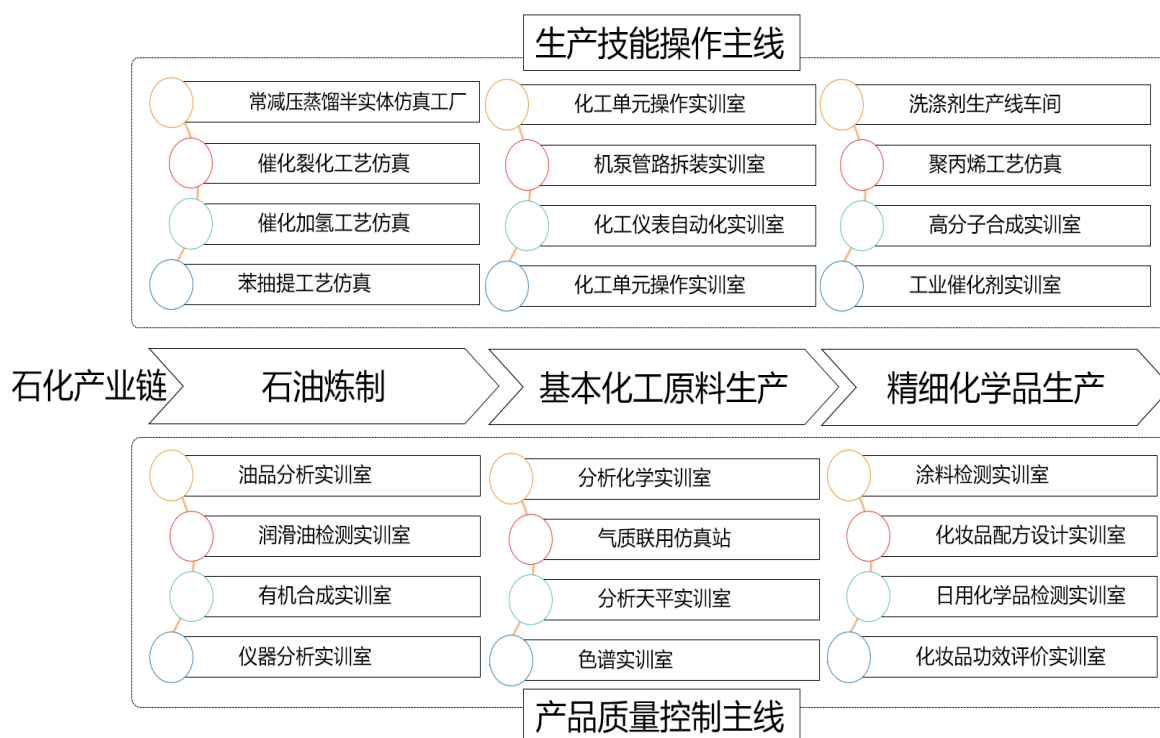 生产技能操作主线
常减压蒸馏半实体仿真工厂
催化裂化工艺仿真
催化加氢工艺仿真
苯抽提工艺仿真
化工单元操作实训室
机泵管路拆装实训室
化工仪表自动化实训室
化工单元操作实训室
洗涤剂生产线车间
聚丙烯工艺仿真
高分子合成实训室
工业催化剂实训室
石化产业链
石油炼制
基本化工原料生产
精细化学品生产
油品分析实训室
润滑油检测实训室
有机合成实训室
仪器分析实训室
分析化学实训室
气质联用仿真站
分析天平实训室
色谱实训室
涂料检测实训室
化妆品配方设计实训室
日用化学品检测实训室
化妆品功效评价实训室
产品质量控制主线